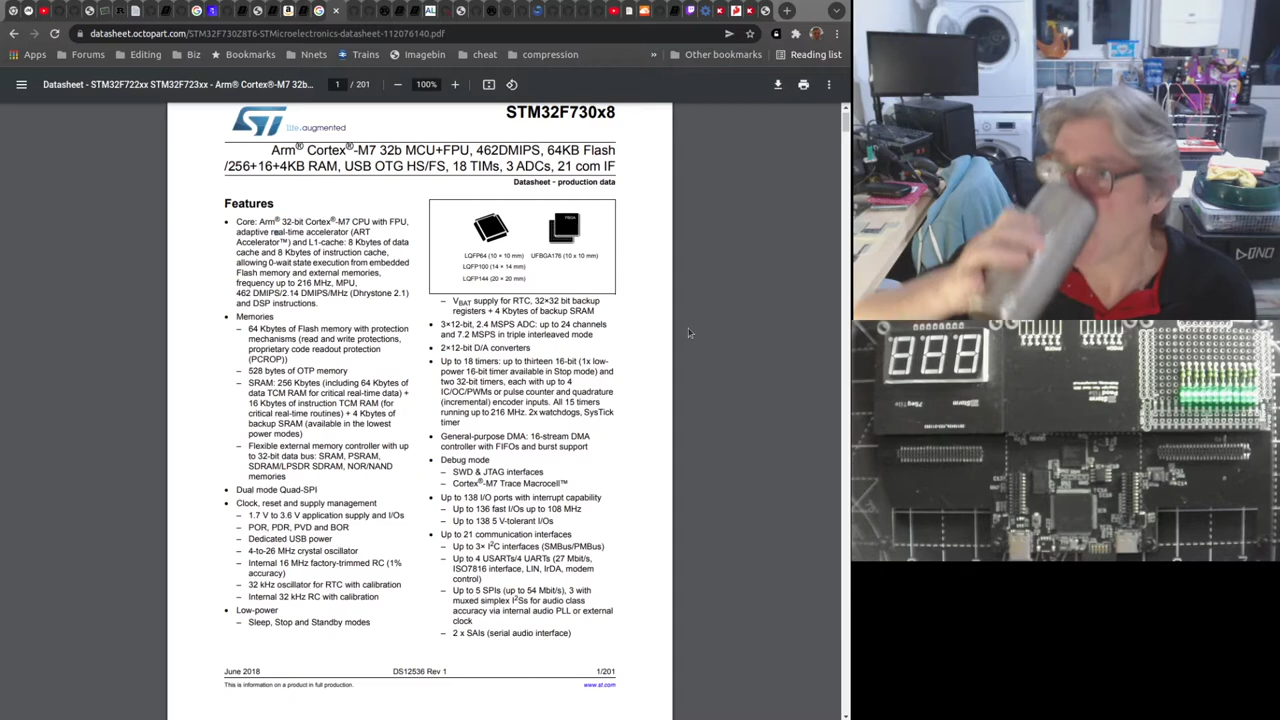 datasheet.octopart.com/STM32F730Z8T6-STMicroelectronics-datasheet-112076140.pdf
Apps
Forums
Editing
Biz
Bookmarks
Nnets
Trains
Imagebin
cheat
compression
»
Other bookmarks
Reading list
Datasheet - STM32F722xx STM32F723xx - Arm® Cortex®-M7 32b...
1 / 201
100%
ST
life.augmented
STM32F730x8
Arm® Cortex®-M7 32b MCU+FPU, 462DMIPS, 64KB Flash
/256+16+4KB RAM, USB OTG HS/FS, 18 TIMs, 3 ADCs, 21 com IF
Datasheet - production data
Features
• Core: Arm® 32-bit Cortex®-M7 CPU with FPU,
adaptive real-time accelerator (ART
Accelerator™) and L1-cache: 8 Kbytes of data
cache and 8 Kbytes of instruction cache,
allowing 0-wait state execution from embedded
Flash memory and external memories,
frequency up to 216 MHz, MPU,
462 DMIPS/2.14 DMIPS/MHz (Dhrystone 2.1)
and DSP instructions.
• Memories
– 64 Kbytes of Flash memory with protection
mechanisms (read and write protections,
proprietary code readout protection
(PCROP))
– 528 bytes of OTP memory
– SRAM: 256 Kbytes (including 64 Kbytes of
data TCM RAM for critical real-time data) +
16 Kbytes of instruction TCM RAM (for
critical real-time routines) + 4 Kbytes of
backup SRAM (available in the lowest
power modes)
– Flexible external memory controller with up
to 32-bit data bus: SRAM, PSRAM,
SDRAM/LPSDR SDRAM, NOR/NAND
memories
• Dual mode Quad-SPI
• Clock, reset and supply management
– 1.7 V to 3.6 V application supply and I/Os
– POR, PDR, PVD and BOR
– Dedicated USB power
– 4-to-26 MHz crystal oscillator
– Internal 16 MHz factory-trimmed RC (1%
accuracy)
– 32 kHz oscillator for RTC with calibration
– Internal 32 kHz RC with calibration
• Low-power
– Sleep, Stop and Standby modes
FBGA
LQFP64 (10 × 10 mm)
UFBGA176 (10 x 10 mm)
LQFP100 (14 × 14 mm)
LQFP144 (20 × 20 mm)
– VBAT supply for RTC, 32×32 bit backup
registers + 4 Kbytes of backup SRAM
• 3×12-bit, 2.4 MSPS ADC: up to 24 channels
and 7.2 MSPS in triple interleaved mode
• 2×12-bit D/A converters
• Up to 18 timers: up to thirteen 16-bit (1x low-
power 16-bit timer available in Stop mode) and
two 32-bit timers, each with up to 4
IC/OC/PWMs or pulse counter and quadrature
(incremental) encoder inputs. All 15 timers
running up to 216 MHz. 2x watchdogs, SysTick
timer
• General-purpose DMA: 16-stream DMA
controller with FIFOs and burst support
• Debug mode
– SWD & JTAG interfaces
– Cortex®-M7 Trace Macrocell™
• Up to 138 I/O ports with interrupt capability
– Up to 136 fast I/Os up to 108 MHz
– Up to 138 5 V-tolerant I/Os
• Up to 21 communication interfaces
– Up to 3× I²C interfaces (SMBus/PMBus)
– Up to 4 USARTs/4 UARTs (27 Mbit/s,
ISO7816 interface, LIN, IrDA, modem
control)
– Up to 5 SPIs (up to 54 Mbit/s), 3 with
muxed simplex I²Ss for audio class
accuracy via internal audio PLL or external
clock
– 2 x SAIs (serial audio interface)
June 2018
DS12536 Rev 1
1/201
This is information on a product in full production.
www.st.com